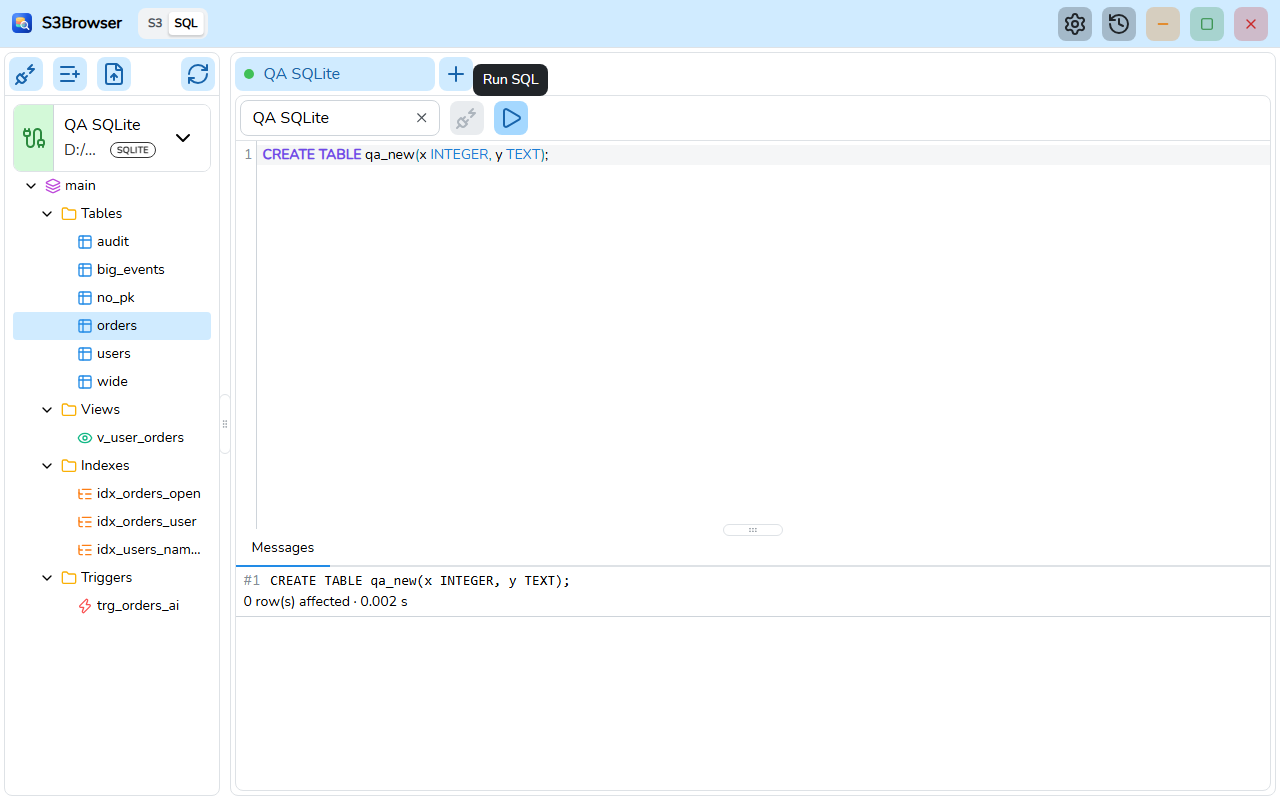 S3Browser
S3 SQL
QA SQLite
Run SQL
QA SQLite
D:/...
SQLITE
QA SQLite
1 CREATE TABLE qa_new(x INTEGER, y TEXT);
main
Tables
audit
big_events
no_pk
orders
users
wide
Views
v_user_orders
Indexes
idx_orders_open
idx_orders_user
idx_users_nam...
Triggers
trg_orders_ai
Messages
#1 CREATE TABLE qa_new(x INTEGER, y TEXT);
0 row(s) affected · 0.002 s